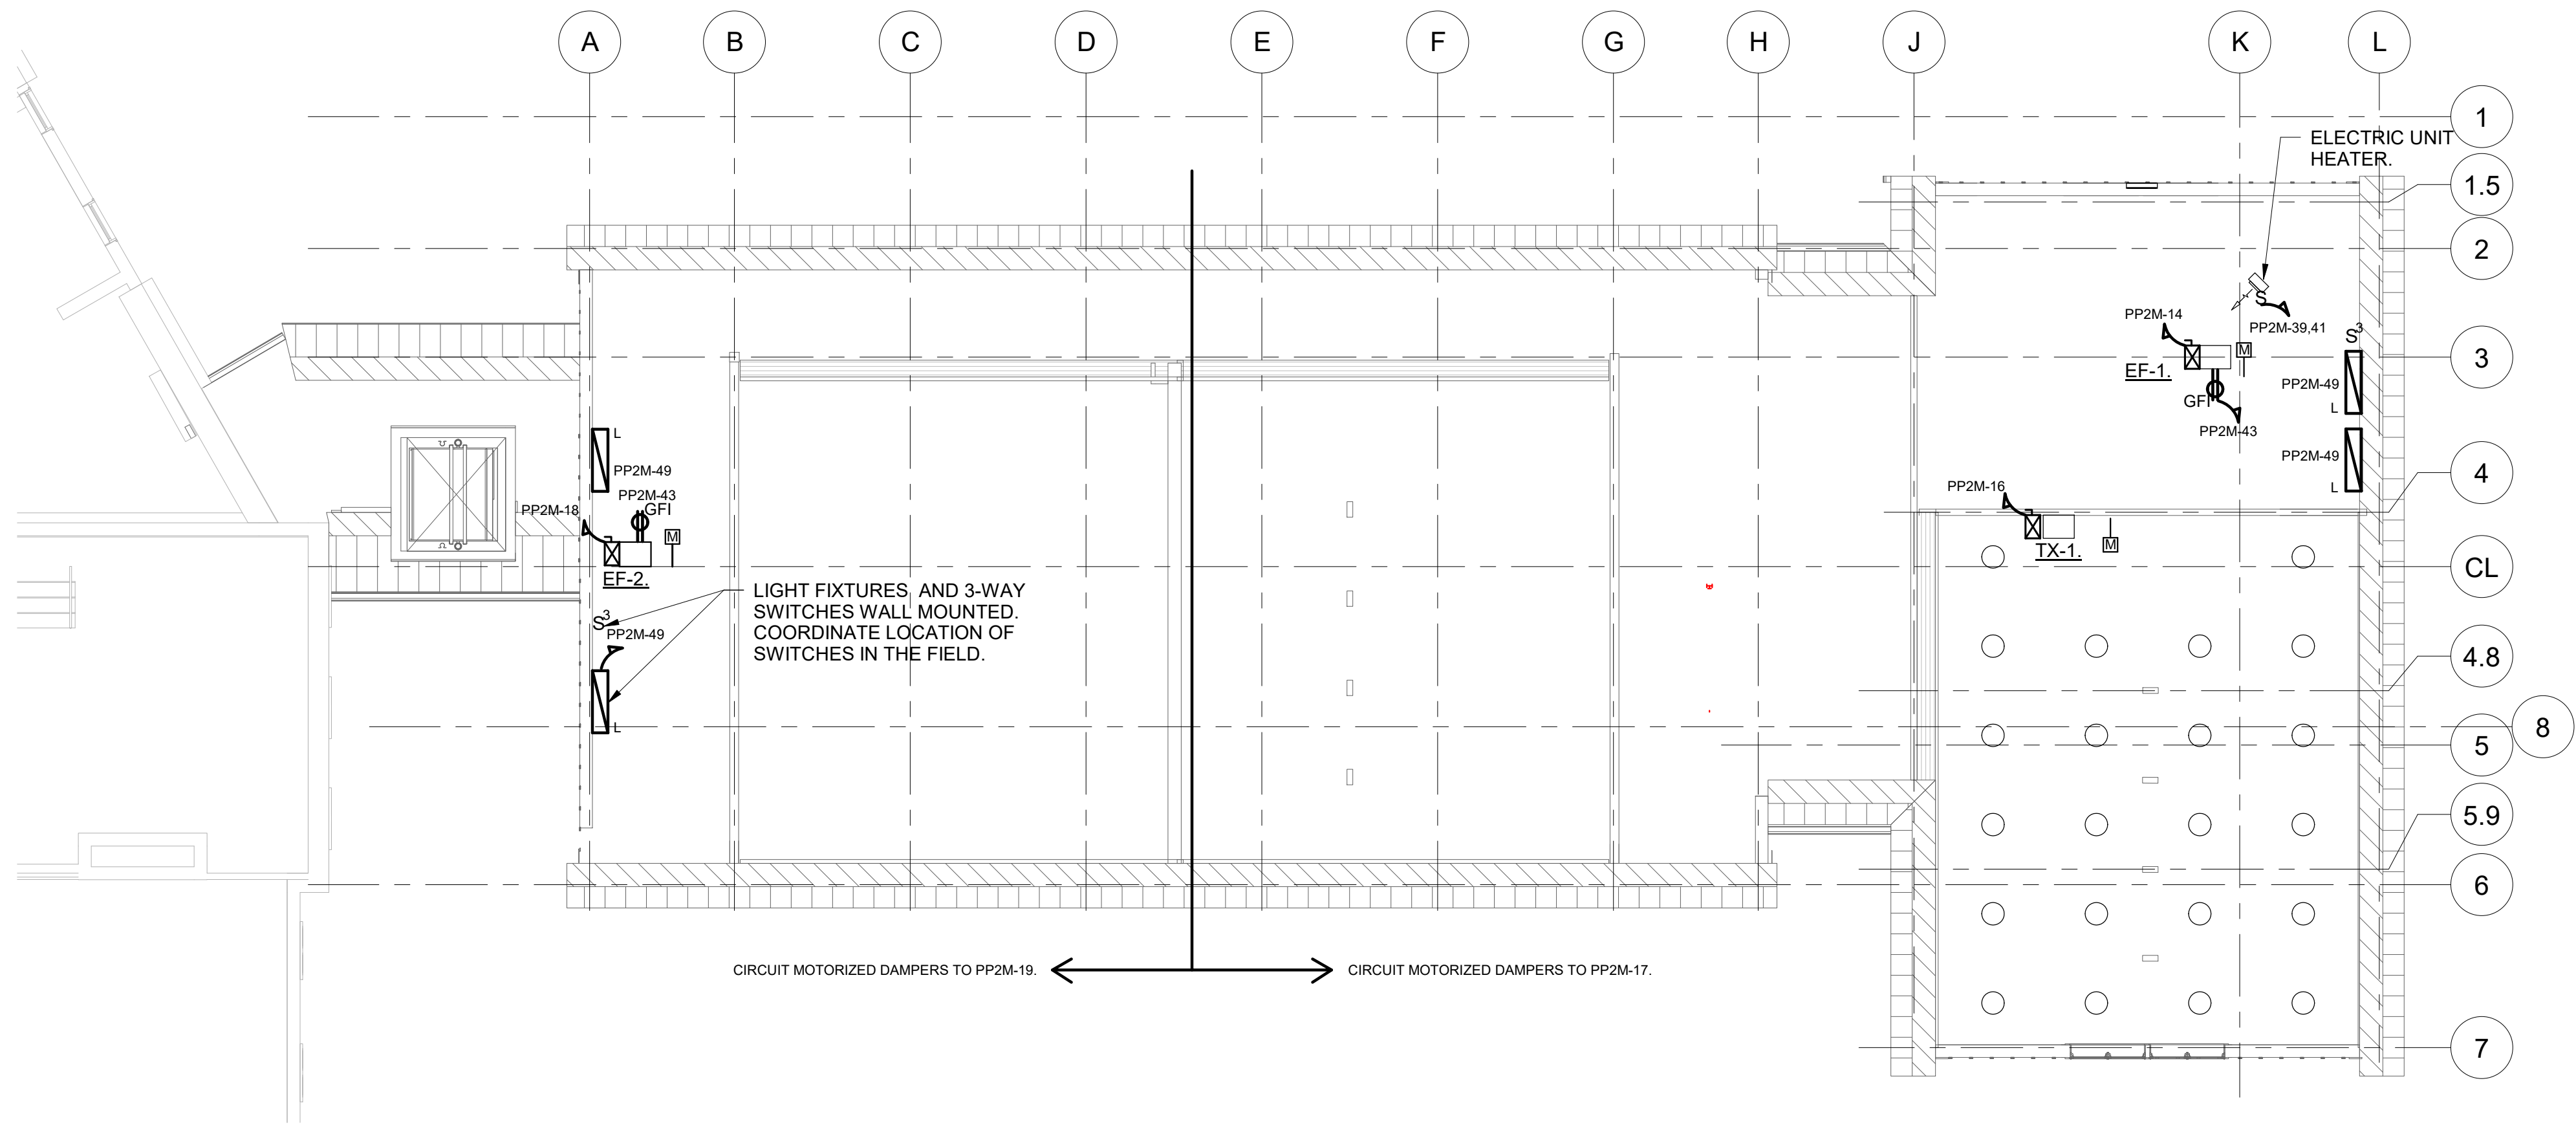 A
B
C
D
E
F
G
H
J
K
L
1
ELECTRIC UNIT
HEATER.
1.5
2
S
PP2M-14
PP2M-39,41
S3
M
3
EF-1.
PP2M-49
GFI
L
PP2M-43
L
PP2M-49
PP2M-49
4
L
PP2M-43
PP2M-16
PP2M-18
GFI
M
M
TX-1.
EF-2.
CL
LIGHT FIXTURES AND 3-WAY
SWITCHES WALL MOUNTED.
COORDINATE LOCATION OF
SWITCHES IN THE FIELD.
S3
PP2M-49
4.8
L
8
5
5.9
6
CIRCUIT MOTORIZED DAMPERS TO PP2M-19.
CIRCUIT MOTORIZED DAMPERS TO PP2M-17.
7